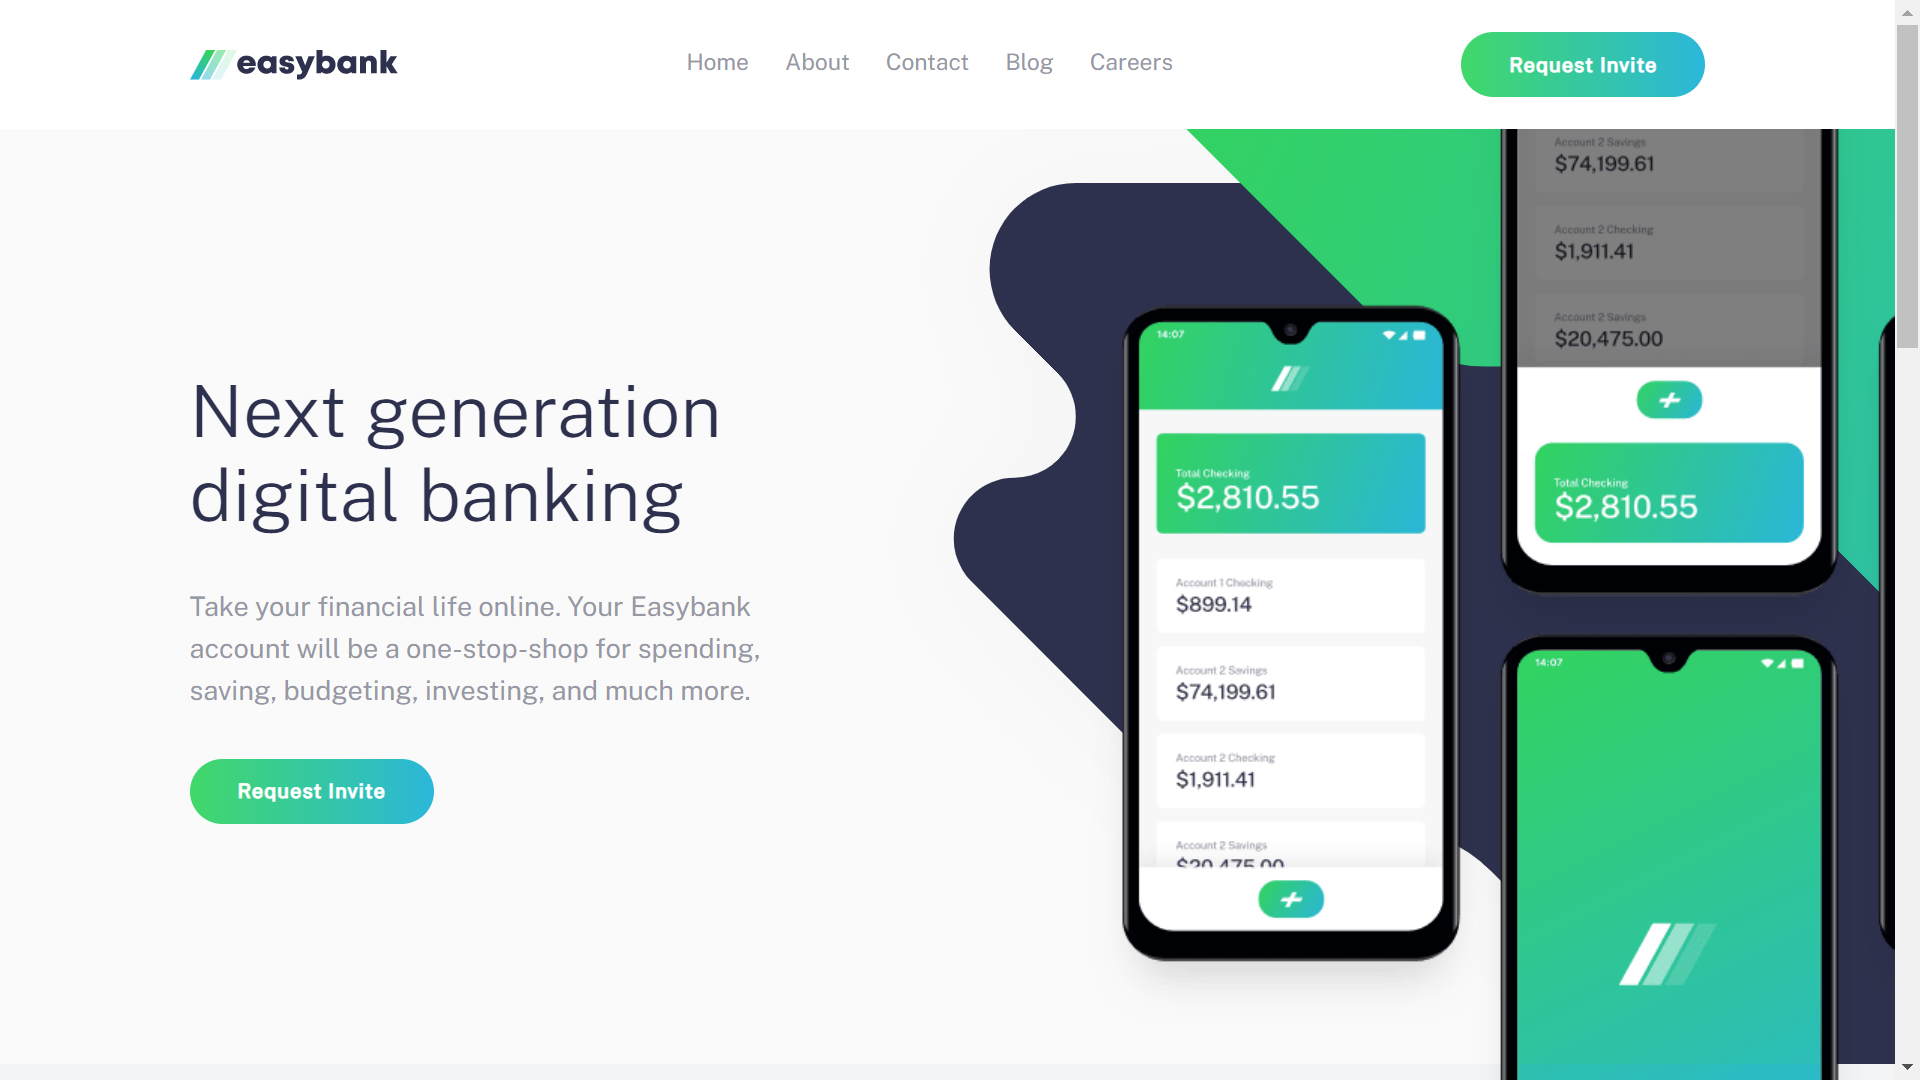 easybank
Home
About
Contact
Blog
Careers
Request Invite
Next generation
digital banking
Take your financial life online. Your Easybank
account will be a one-stop-shop for spending,
saving, budgeting, investing, and much more.
Request Invite
14:07
Total Checking
$2,810.55
Account 1 Checking
$899.14
Account 2 Savings
$74,199.61
Account 2 Checking
$1,911.41
Account 2 Savings
$20,475.00
Account 2 Savings
$74,199.61
Account 2 Checking
$1,911.41
Account 2 Savings
$20,475.00
Total Checking
$2,810.55
14:07